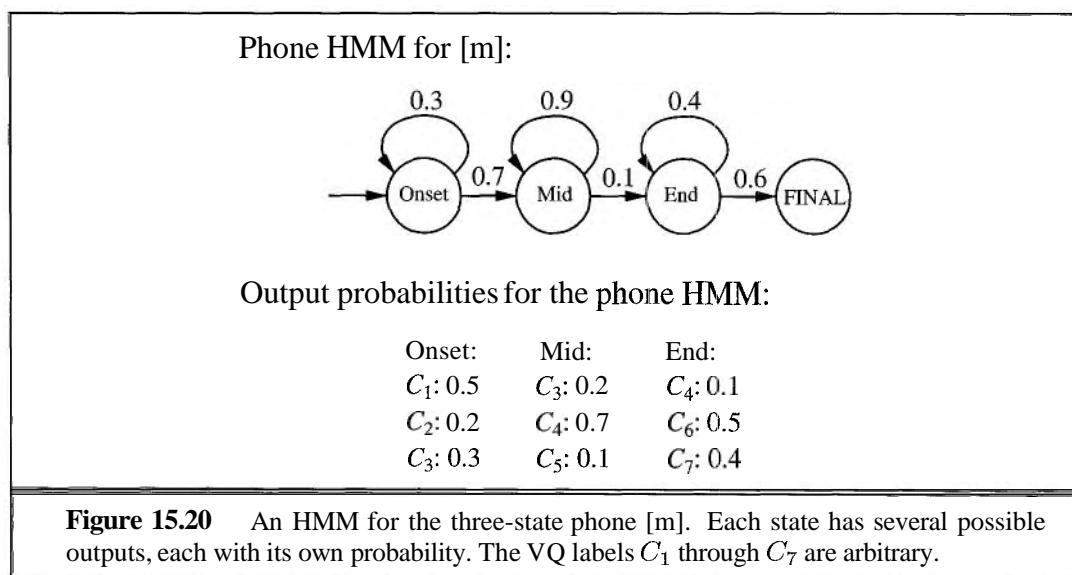 Phone HMM for [m]:
0.3 0.9 0.4
Onset 0.7 Mid 0.1 End 0.6 FINAL
Output probabilities for the phone HMM:
Onset: Mid: End:
C₁: 0.5 C₃: 0.2 C₄: 0.1
C₂: 0.2 C₄: 0.7 C₆: 0.5
C₃: 0.3 C₅: 0.1 C₇: 0.4
Figure 15.20 An HMM for the three-state phone [m]. Each state has several possible
outputs, each with its own probability. The VQ labels C₁ through C₇ are arbitrary.